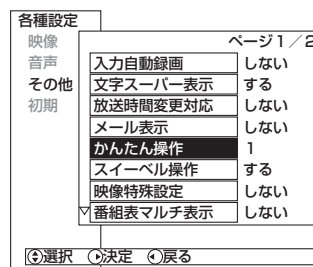 各種設定
映像
音声
その他
初期
ページ1／2
入力自動録画 しない
文字スーパー表示 する
放送時間変更対応 しない
メール表示 しない
かんたん操作 1
スイーベル操作 する
映像特殊設定 しない
番組表マルチ表示 しない
選択 決定 戻る